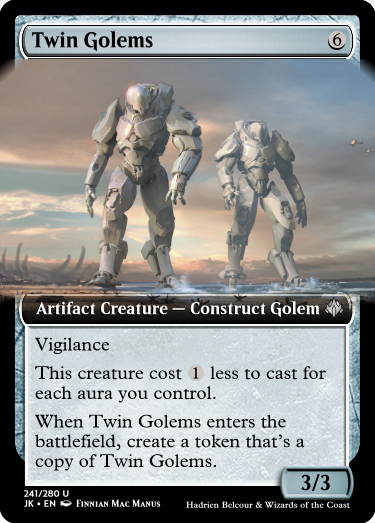 Twin Golems 6
Artifact Creature — Construct Golem
Vigilance
This creature cost 1 less to cast for
each aura you control.
When Twin Golems enters the
battlefield, create a token that's a
copy of Twin Golems.
3/3
241/280 U
JK • EN Finnian Mac Manus
Hadrien Belcour & Wizards of the Coast